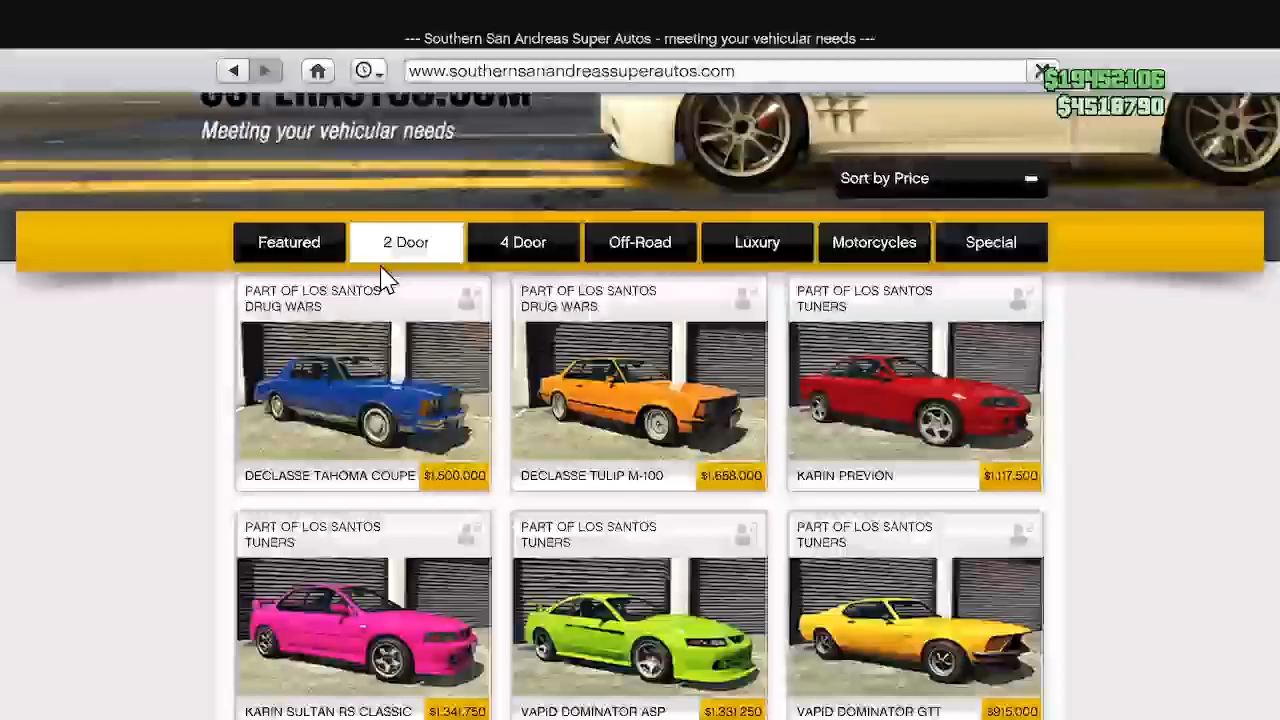 --- Southern San Andreas Super Autos - meeting your vehicular needs ---
www.southernsanandreassuperautos.com
$19452106
$4518790
SUPERAUTOS.COM
Meeting your vehicular needs
Sort by Price
Featured
2 Door
4 Door
Off-Road
Luxury
Motorcycles
Special
PART OF LOS SANTOS
DRUG WARS
PART OF LOS SANTOS
DRUG WARS
PART OF LOS SANTOS
TUNERS
DECLASSE TAHOMA COUPE
$1,500,000
DECLASSE TULIP M-100
$1,658,000
KARIN PREVION
$1,117,500
PART OF LOS SANTOS
TUNERS
PART OF LOS SANTOS
TUNERS
PART OF LOS SANTOS
TUNERS
KARIN SULTAN RS CLASSIC
$1,341,750
VAPID DOMINATOR ASP
$1,331,250
VAPID DOMINATOR GTT
$915,000